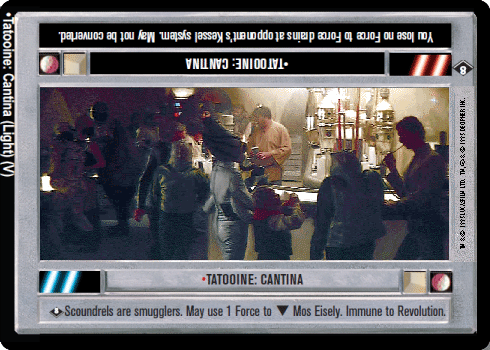 You lose no Force to Force drains at opponent's Kessel system. May not be converted.
•TATOOINE: CANTINA
8
•Tatooine: Cantina (Light) (V)
•TATOOINE: CANTINA
Scoundrels are smugglers. May use 1 Force to ▼ Mos Eisely. Immune to Revolution.